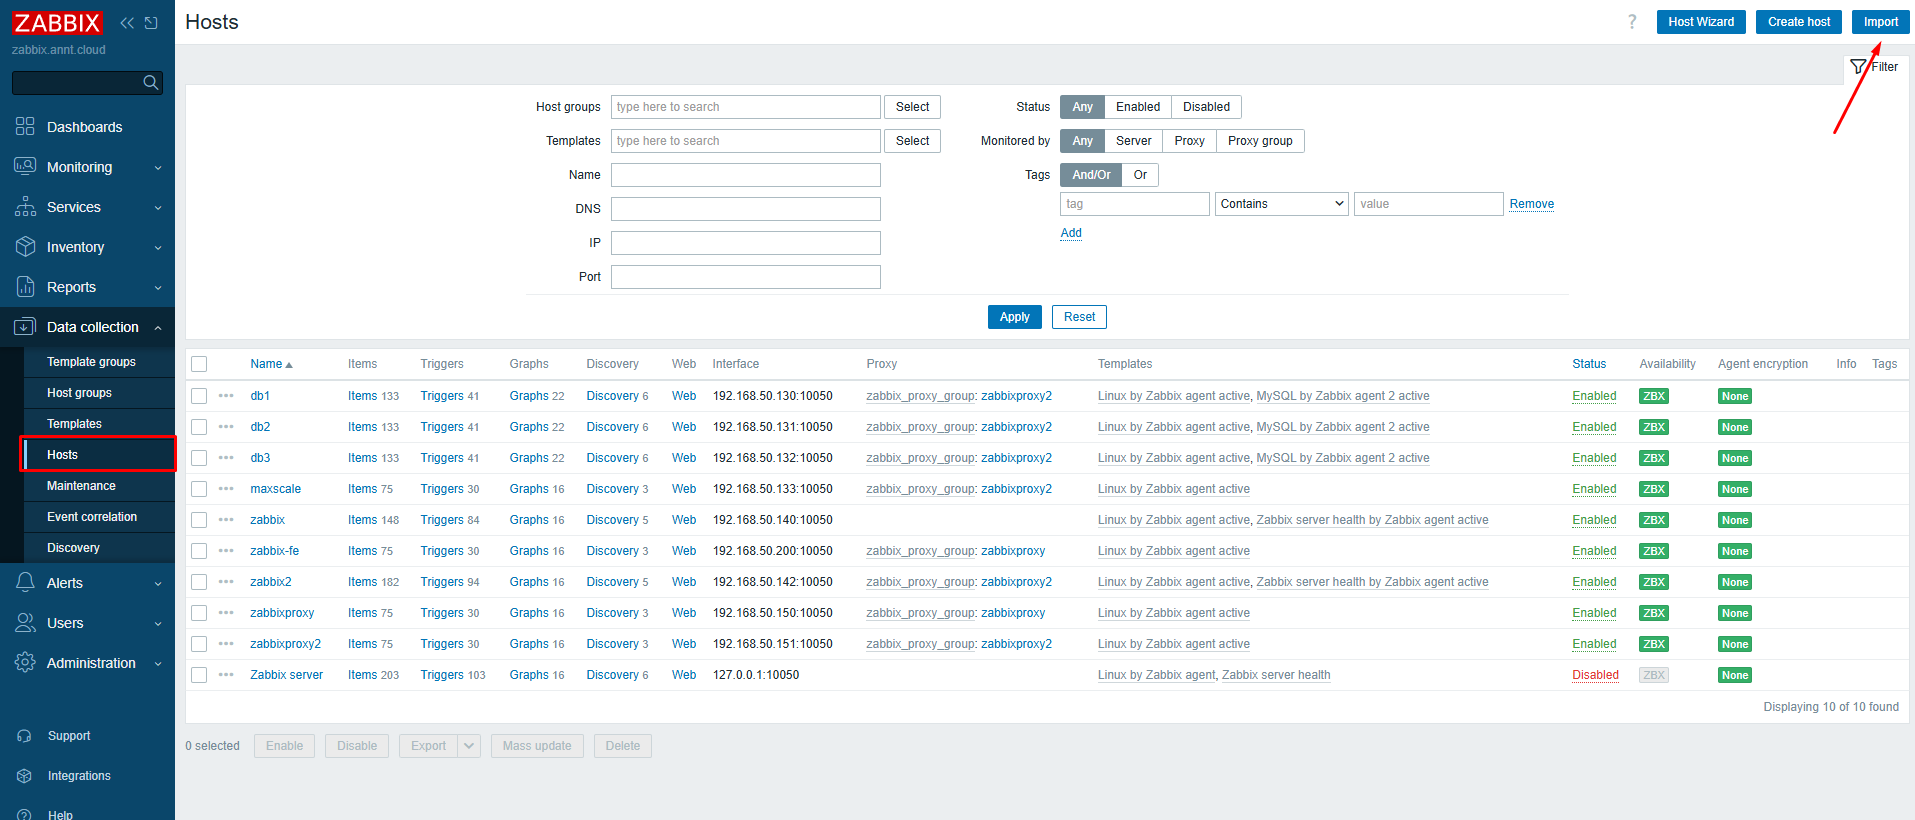 ZABBIX
zabbix.annt.cloud
Dashboards
Monitoring
Services
Inventory
Reports
Data collection
Template groups
Host groups
Templates
Hosts
Maintenance
Event correlation
Discovery
Alerts
Users
Administration
Support
Integrations
Help
Hosts
? Host Wizard Create host Import
Filter
Host groups type here to search Select
Templates type here to search Select
Name
DNS
IP
Port
Status Any Enabled Disabled
Monitored by Any Server Proxy Proxy group
Tags And/Or Or
tag Contains value Remove
Add
Apply Reset
Name Items Triggers Graphs Discovery Web Interface Proxy Templates Status Availability Agent encryption Info Tags
db1 Items 133 Triggers 41 Graphs 22 Discovery 6 Web 192.168.50.130:10050 zabbix_proxy_group: zabbixproxy2 Linux by Zabbix agent active, MySQL by Zabbix agent 2 active Enabled ZBX None
db2 Items 133 Triggers 41 Graphs 22 Discovery 6 Web 192.168.50.131:10050 zabbix_proxy_group: zabbixproxy2 Linux by Zabbix agent active, MySQL by Zabbix agent 2 active Enabled ZBX None
db3 Items 133 Triggers 41 Graphs 22 Discovery 6 Web 192.168.50.132:10050 zabbix_proxy_group: zabbixproxy2 Linux by Zabbix agent active, MySQL by Zabbix agent 2 active Enabled ZBX None
maxscale Items 75 Triggers 30 Graphs 16 Discovery 3 Web 192.168.50.133:10050 zabbix_proxy_group: zabbixproxy2 Linux by Zabbix agent active Enabled ZBX None
zabbix Items 148 Triggers 84 Graphs 16 Discovery 5 Web 192.168.50.140:10050 Linux by Zabbix agent active, Zabbix server health by Zabbix agent active Enabled ZBX None
zabbix-fe Items 75 Triggers 30 Graphs 16 Discovery 3 Web 192.168.50.200:10050 zabbix_proxy_group: zabbixproxy Linux by Zabbix agent active Enabled ZBX None
zabbix2 Items 182 Triggers 94 Graphs 16 Discovery 5 Web 192.168.50.142:10050 zabbix_proxy_group: zabbixproxy2 Linux by Zabbix agent active, Zabbix server health by Zabbix agent active Enabled ZBX None
zabbixproxy Items 75 Triggers 30 Graphs 16 Discovery 3 Web 192.168.50.150:10050 zabbix_proxy_group: zabbixproxy Linux by Zabbix agent active Enabled ZBX None
zabbixproxy2 Items 75 Triggers 30 Graphs 16 Discovery 3 Web 192.168.50.151:10050 zabbix_proxy_group: zabbixproxy2 Linux by Zabbix agent active Enabled ZBX None
Zabbix server Items 203 Triggers 103 Graphs 16 Discovery 6 Web 127.0.0.1:10050 Linux by Zabbix agent, Zabbix server health Disabled ZBX None
Displaying 10 of 10 found
0 selected Enable Disable Export Mass update Delete